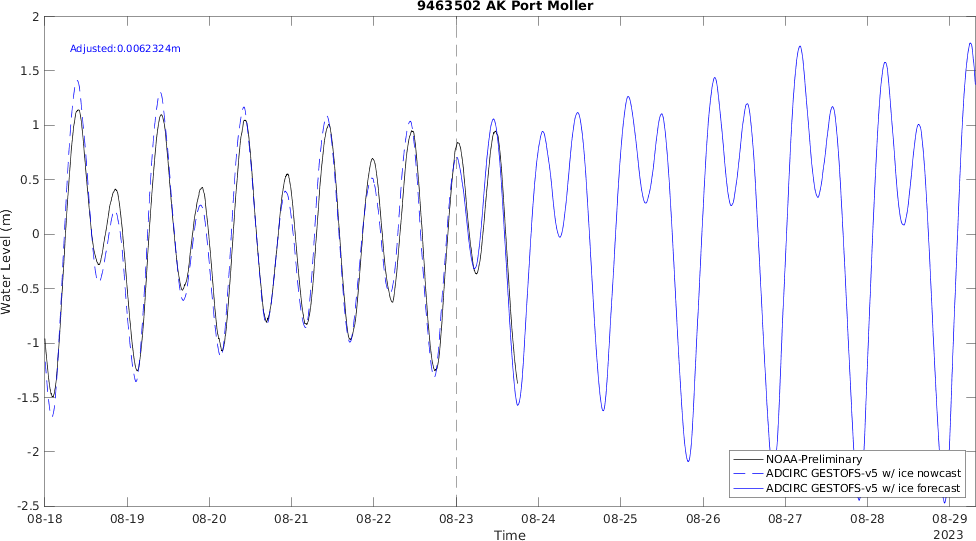 9463502 AK Port Moller
Adjusted:0.0062324m
2
1.5
1
0.5
0
-0.5
-1
-1.5
-2
-2.5
Water Level (m)
NOAA-Preliminary
ADCIRC GESTOFS-v5 w/ ice nowcast
ADCIRC GESTOFS-v5 w/ ice forecast
08-18 08-19 08-20 08-21 08-22 08-23 08-24 08-25 08-26 08-27 08-28 08-29
Time
2023